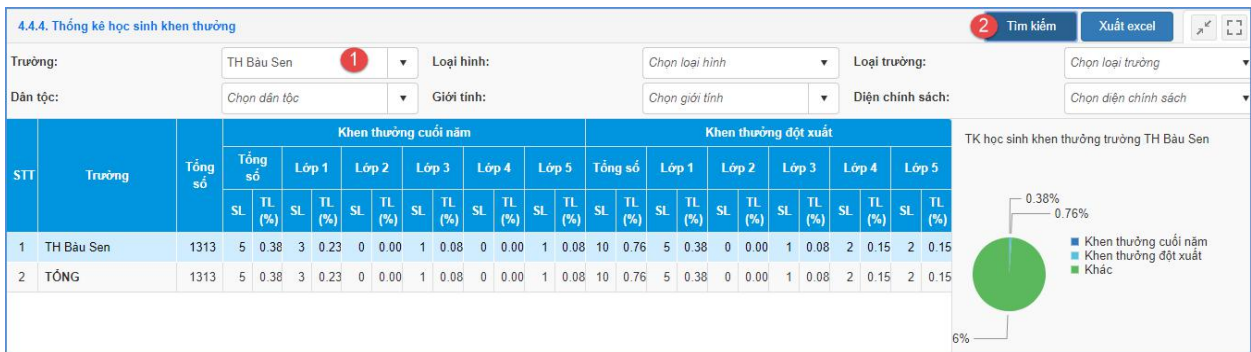 4.4.4. Thống kê học sinh khen thưởng 2 Tìm kiếm Xuất excel
Trường: TH Bàu Sen 1 Loại hình: Chọn loại hình Loại trường: Chọn loại trường
Dân tộc: Chọn dân tộc Giới tính: Chọn giới tính Diện chính sách: Chọn diện chính sách
STT Trường Tổng số Khen thưởng cuối năm Khen thưởng đột xuất
Tổng số Lớp 1 Lớp 2 Lớp 3 Lớp 4 Lớp 5 Tổng số Lớp 1 Lớp 2 Lớp 3 Lớp 4 Lớp 5
SL TL (%) SL TL (%) SL TL (%) SL TL (%) SL TL (%) SL TL (%) SL TL (%) SL TL (%) SL TL (%) SL TL (%) SL TL (%) SL TL (%)
1 TH Bàu Sen 1313 5 0.38 3 0.23 0 0.00 1 0.08 0 0.00 1 0.08 10 0.76 5 0.38 0 0.00 1 0.08 2 0.15 2 0.15
2 TỔNG 1313 5 0.38 3 0.23 0 0.00 1 0.08 0 0.00 1 0.08 10 0.76 5 0.38 0 0.00 1 0.08 2 0.15 2 0.15
TK học sinh khen thưởng trường TH Bàu Sen
0.38%
0.76%
Khen thưởng cuối năm
Khen thưởng đột xuất
Khác
6%